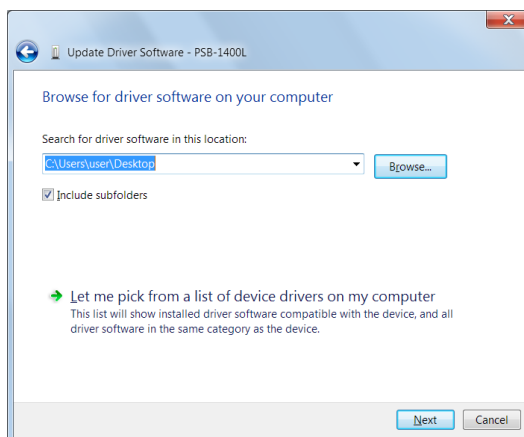 Update Driver Software - PSB-1400L
Browse for driver software on your computer
Search for driver software in this location:
C:\Users\user\Desktop
Browse...
Include subfolders
Let me pick from a list of device drivers on my computer
This list will show installed driver software compatible with the device, and all
driver software in the same category as the device.
Next
Cancel